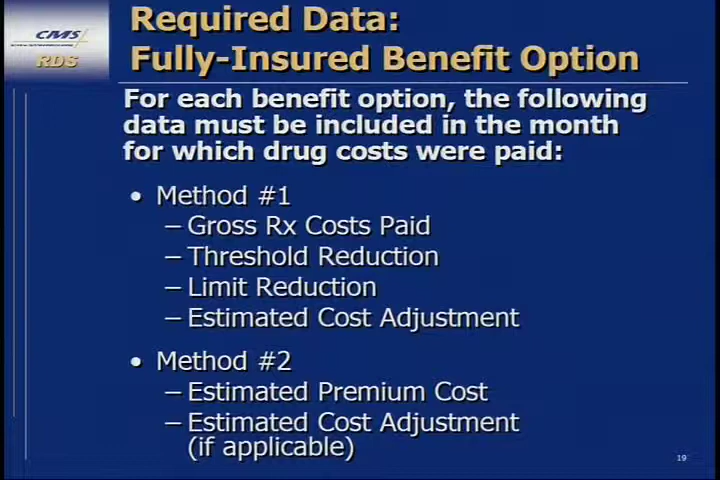 CMS
RDS
Required Data:
Fully-Insured Benefit Option
For each benefit option, the following
data must be included in the month
for which drug costs were paid:
• Method #1
– Gross Rx Costs Paid
– Threshold Reduction
– Limit Reduction
– Estimated Cost Adjustment
• Method #2
– Estimated Premium Cost
– Estimated Cost Adjustment
(if applicable)
19